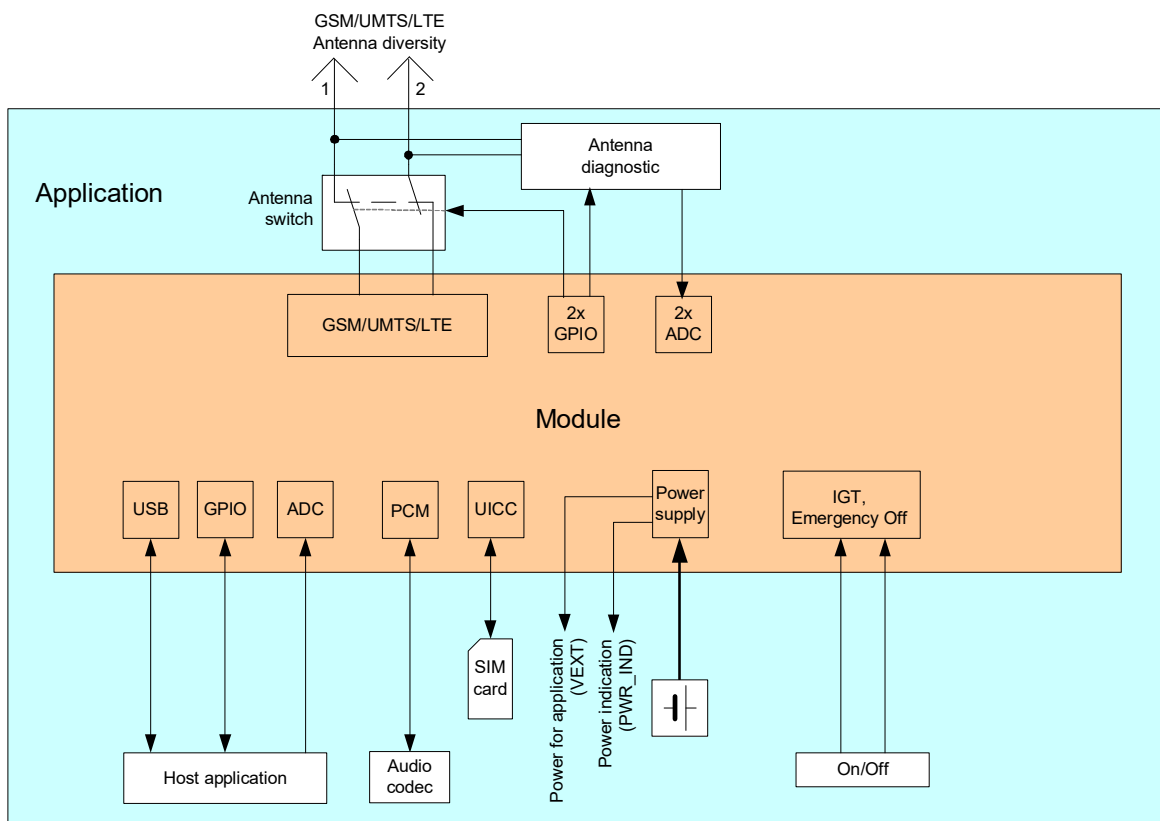 GSM/UMTS/LTE
Antenna diversity
1
2
Antenna
diagnostic
Application
Antenna
switch
GSM/UMTS/LTE
2x
GPIO
2x
ADC
Module
USB
GPIO
ADC
PCM
UICC
Power
supply
IGT,
Emergency Off
SIM
card
Power for application
(VEXT)
Power indication
(PWR_IND)
Host application
Audio
codec
On/Off